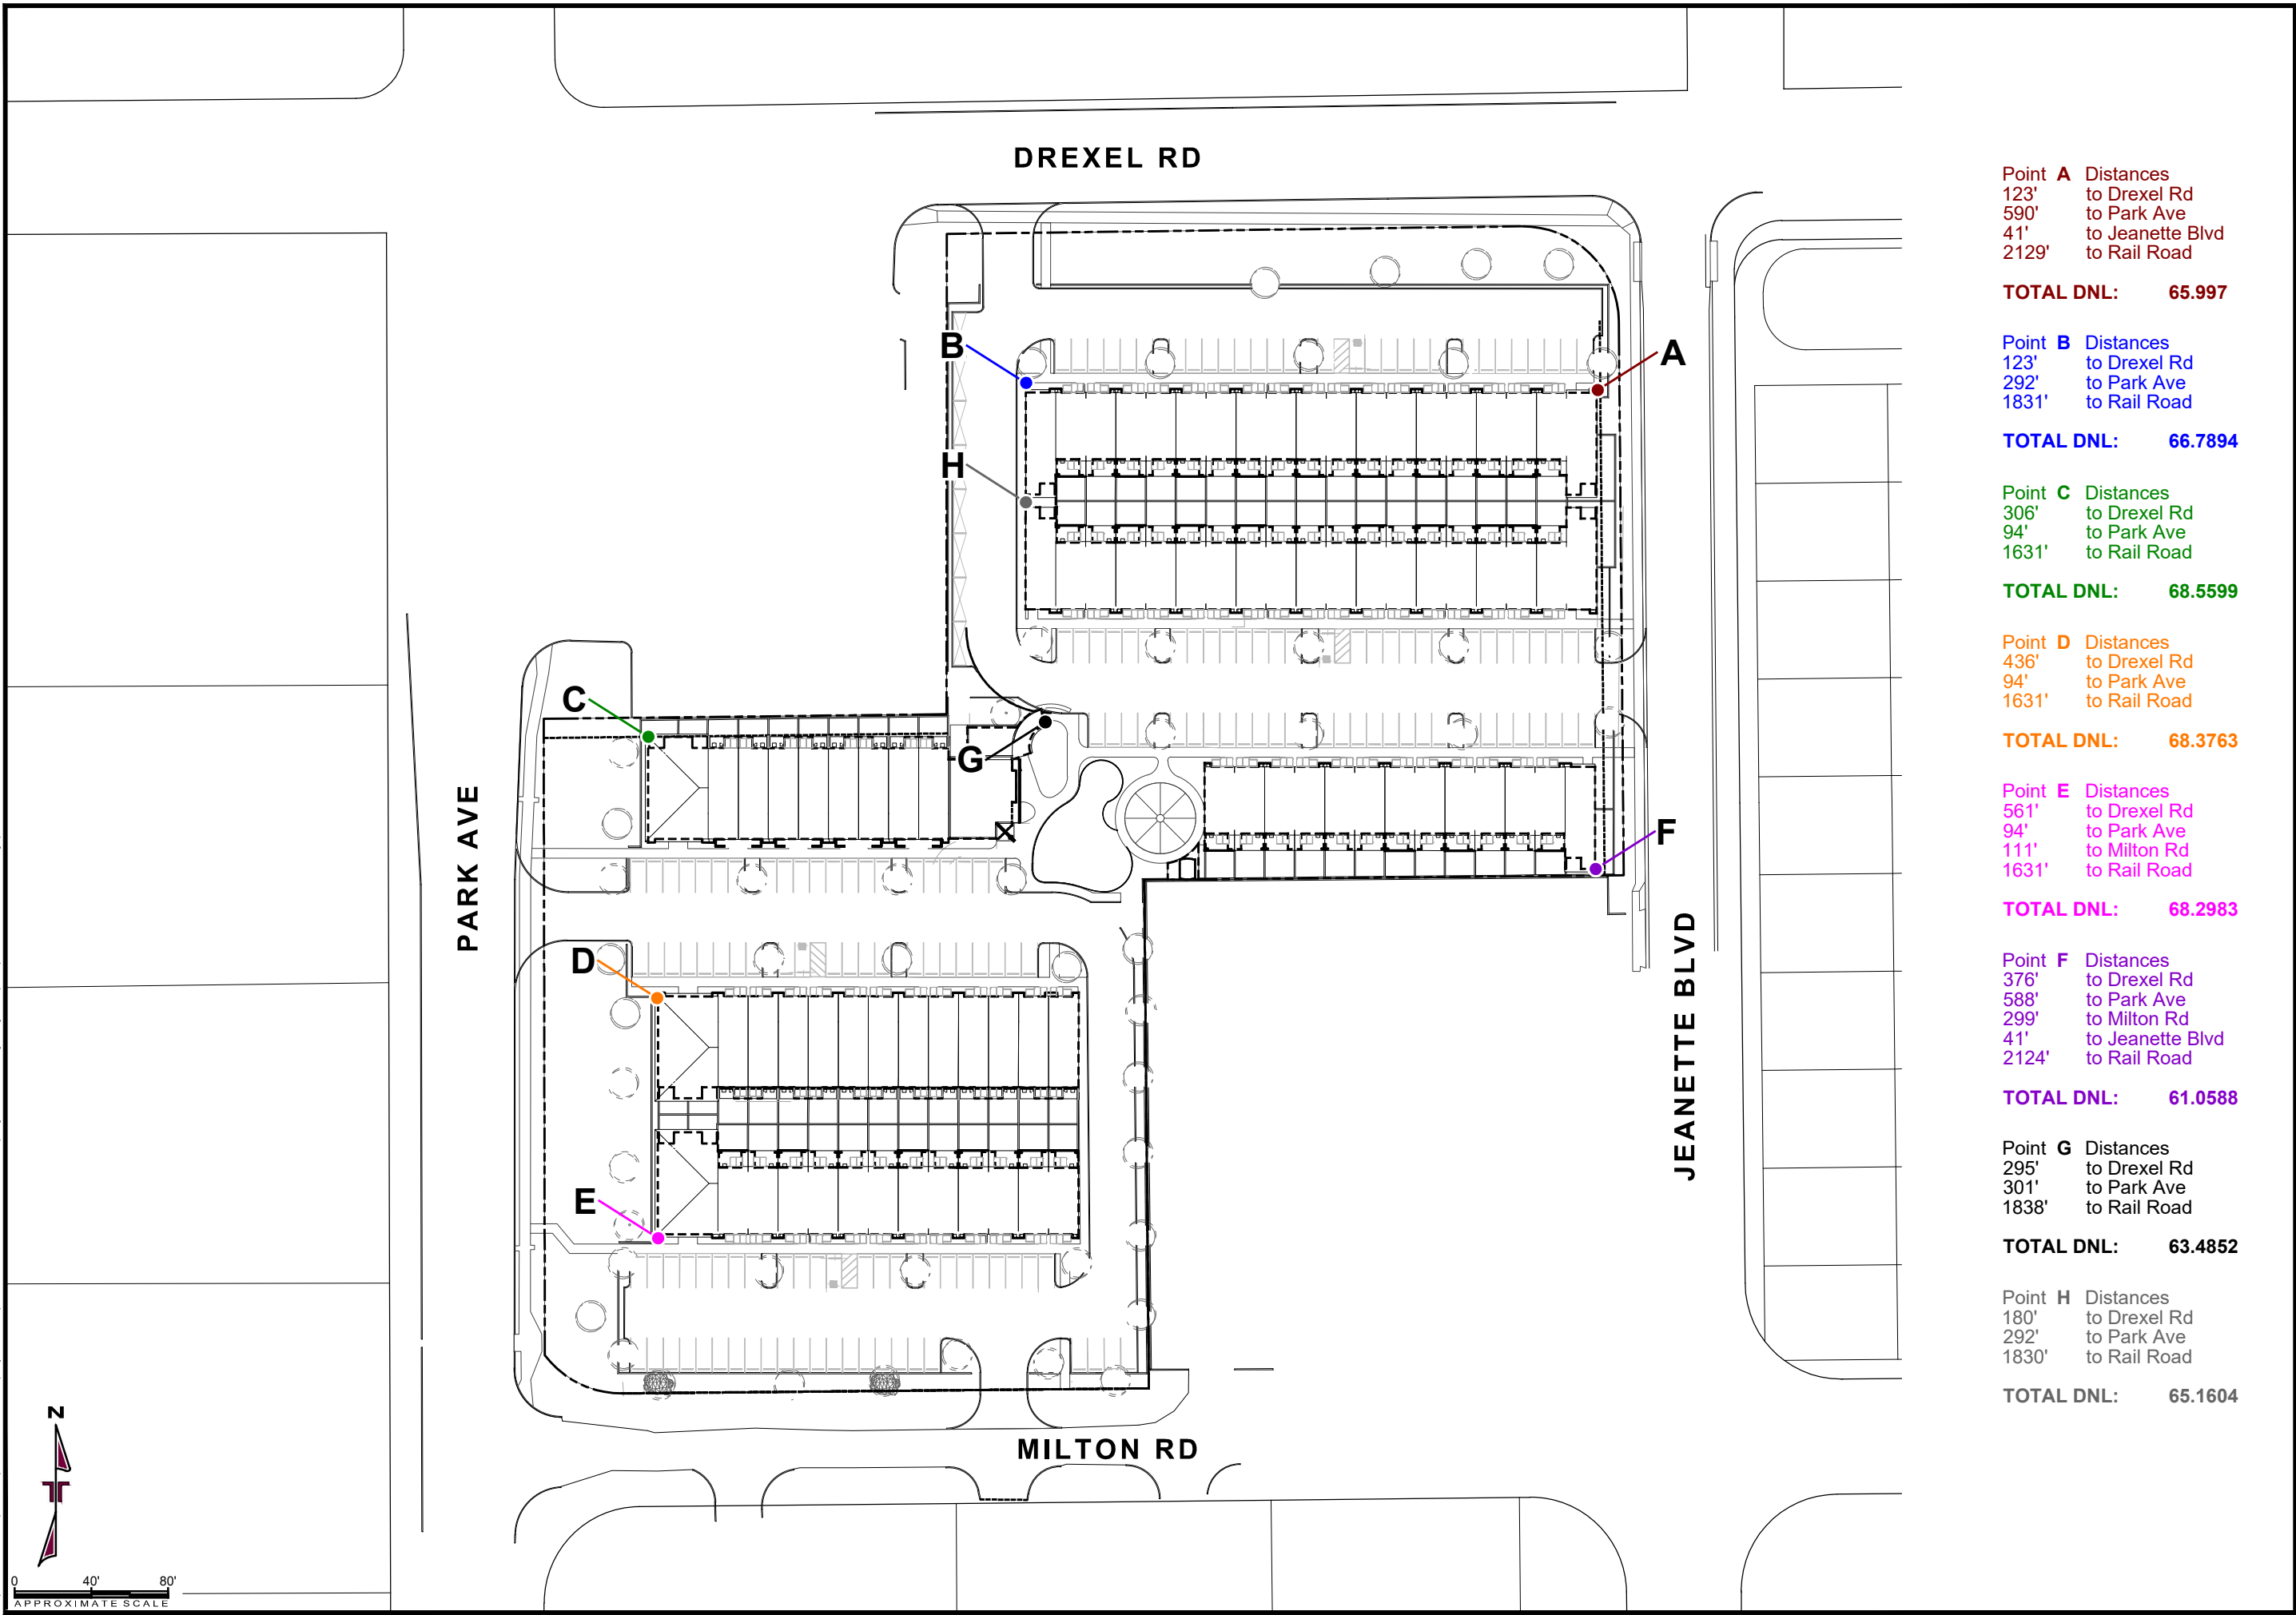 DREXEL RD
B
A
H
C
G
F
D
E
PARK AVE
JEANETTE BLVD
MILTON RD
N
0 40' 80'
APPROXIMATE SCALE
Point A Distances
123' to Drexel Rd
590' to Park Ave
41' to Jeanette Blvd
2129' to Rail Road
TOTAL DNL: 65.997
Point B Distances
123' to Drexel Rd
292' to Park Ave
1831' to Rail Road
TOTAL DNL: 66.7894
Point C Distances
306' to Drexel Rd
94' to Park Ave
1631' to Rail Road
TOTAL DNL: 68.5599
Point D Distances
436' to Drexel Rd
94' to Park Ave
1631' to Rail Road
TOTAL DNL: 68.3763
Point E Distances
561' to Drexel Rd
94' to Park Ave
111' to Milton Rd
1631' to Rail Road
TOTAL DNL: 68.2983
Point F Distances
376' to Drexel Rd
588' to Park Ave
299' to Milton Rd
41' to Jeanette Blvd
2124' to Rail Road
TOTAL DNL: 61.0588
Point G Distances
295' to Drexel Rd
301' to Park Ave
1838' to Rail Road
TOTAL DNL: 63.4852
Point H Distances
180' to Drexel Rd
292' to Park Ave
1830' to Rail Road
TOTAL DNL: 65.1604